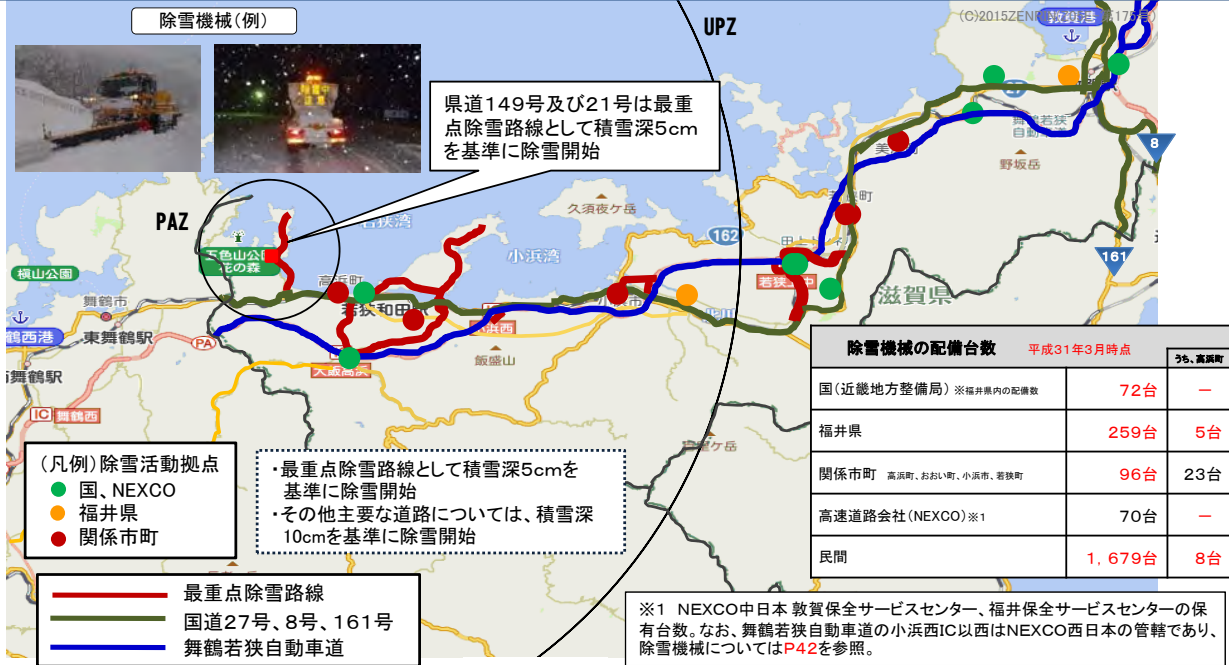 除雪機械(例)
UPZ
(C)2015ZENRIN
敦賀港
県道149号及び21号は最重
点除雪路線として積雪深5cm
を基準に除雪開始
27
舞鶴若狭
自動車道
野坂岳
8
久須夜ケ岳
PAZ
若狭湾
162
小浜湾
161
五色山公園
花の森
横山公園
高浜町
舞鶴市
若狭和田
滋賀県
東舞鶴駅
PA
飯盛山
大飯高浜
IC 舞鶴西
除雪機械の配備台数 平成31年3月時点 うち、高浜町
国(近畿地方整備局) ※福井県内の配備数 72台 −
福井県 259台 5台
関係市町 高浜町、おおい町、小浜市、若狭町 96台 23台
高速道路会社(NEXCO)※1 70台 −
民間 1,679台 8台
(凡例)除雪活動拠点
国、NEXCO
福井県
関係市町
・最重点除雪路線として積雪深5cmを
基準に除雪開始
・その他主要な道路については、積雪深
10cmを基準に除雪開始
最重点除雪路線
国道27号、8号、161号
舞鶴若狭自動車道
※1 NEXCO中日本 敦賀保全サービスセンター、福井保全サービスセンターの保
有台数。なお、舞鶴若狭自動車道の小浜西IC以西はNEXCO西日本の管轄であり、
除雪機械についてはP42を参照。